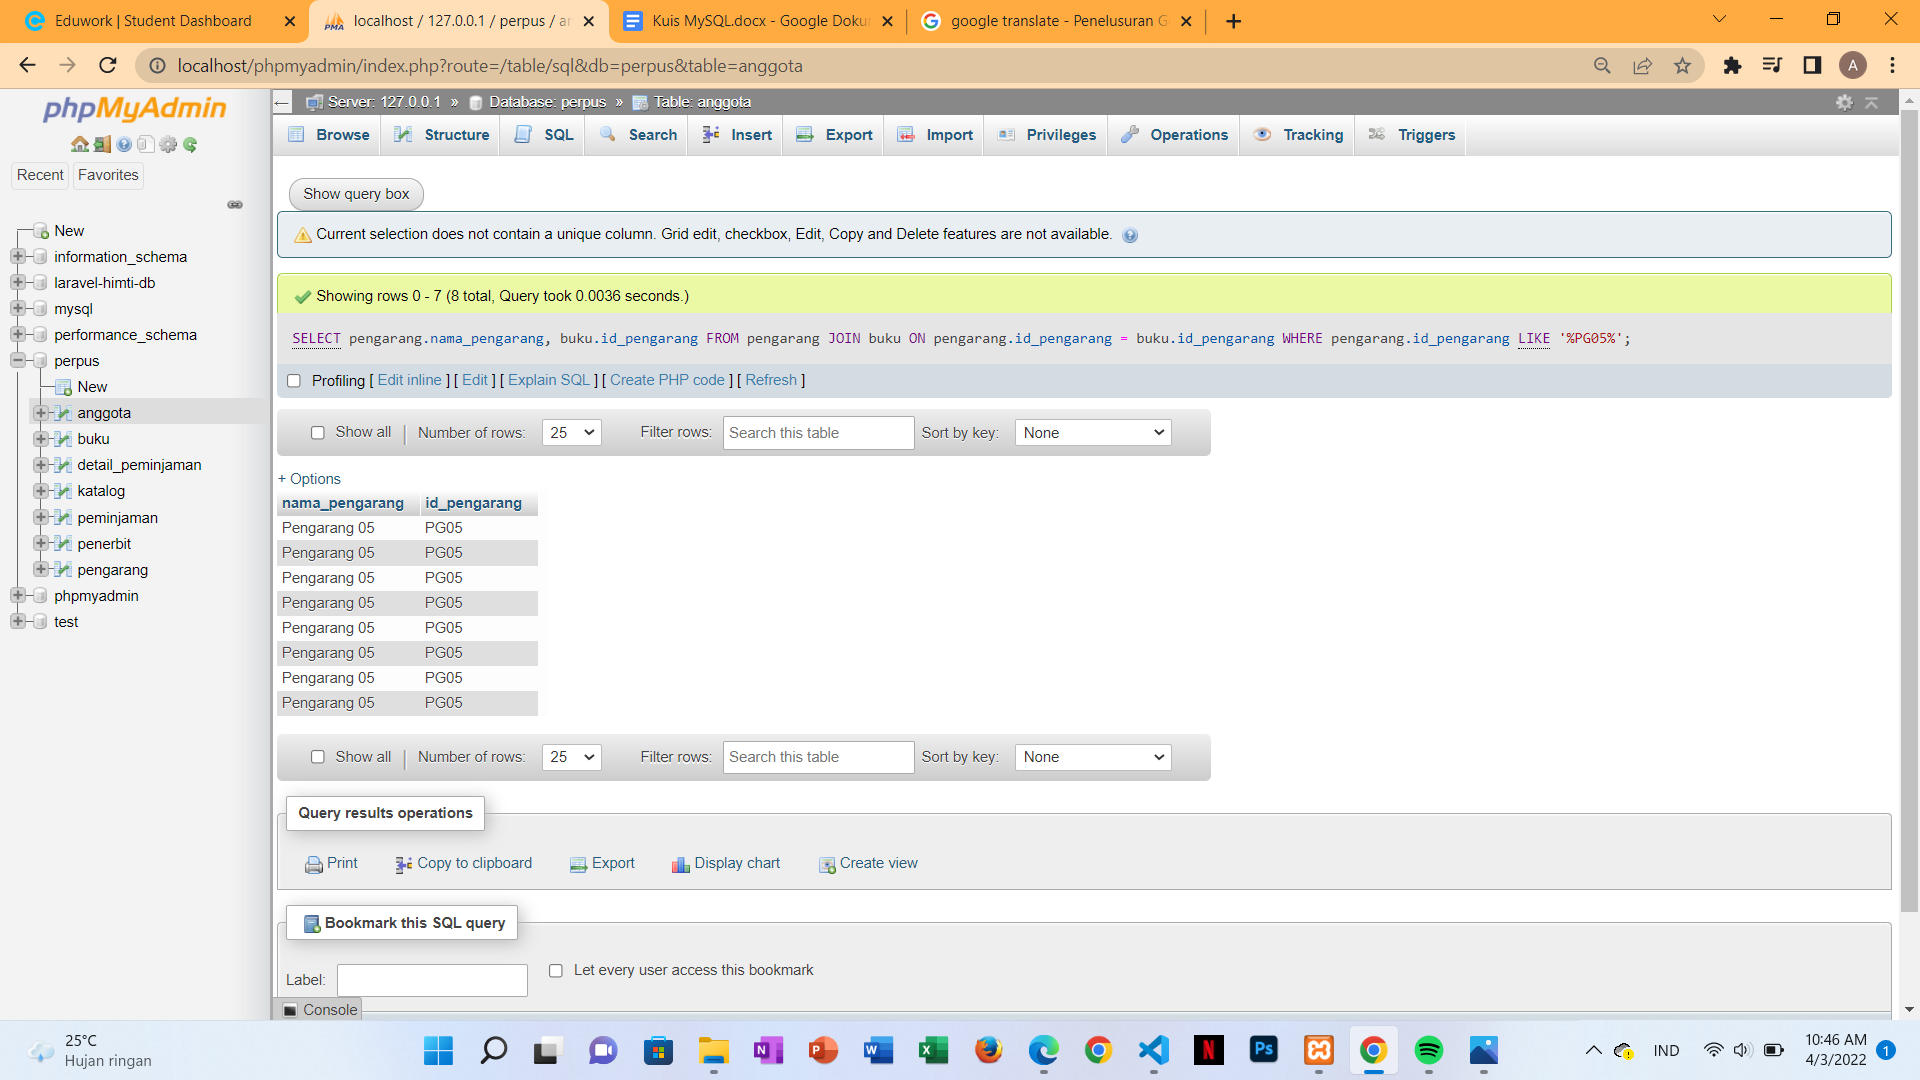 Eduwork | Student Dashboard
localhost / 127.0.0.1 / perpus / an
Kuis MySQL.docx - Google Dokun
google translate - Penelusuran G
localhost/phpmyadmin/index.php?route=/table/sql&db=perpus&table=anggota
A
phpMyAdmin
Recent Favorites
New
information_schema
laravel-himti-db
mysql
performance_schema
perpus
New
anggota
buku
detail_peminjaman
katalog
peminjaman
penerbit
pengarang
phpmyadmin
test
Server: 127.0.0.1 » Database: perpus » Table: anggota
Browse Structure SQL Search Insert Export Import Privileges Operations Tracking Triggers
Show query box
Current selection does not contain a unique column. Grid edit, checkbox, Edit, Copy and Delete features are not available.
Showing rows 0 - 7 (8 total, Query took 0.0036 seconds.)
SELECT pengarang.nama_pengarang, buku.id_pengarang FROM pengarang JOIN buku ON pengarang.id_pengarang = buku.id_pengarang WHERE pengarang.id_pengarang LIKE '%PG05%';
Profiling [ Edit inline ] [ Edit ] [ Explain SQL ] [ Create PHP code ] [ Refresh ]
Show all | Number of rows: 25 Filter rows: Search this table Sort by key: None
+ Options
nama_pengarang id_pengarang
Pengarang 05 PG05
Pengarang 05 PG05
Pengarang 05 PG05
Pengarang 05 PG05
Pengarang 05 PG05
Pengarang 05 PG05
Pengarang 05 PG05
Pengarang 05 PG05
Show all | Number of rows: 25 Filter rows: Search this table Sort by key: None
Query results operations
Print Copy to clipboard Export Display chart Create view
Bookmark this SQL query
Label: Let every user access this bookmark
Console
25°C
Hujan ringan
IND
10:46 AM
4/3/2022
1